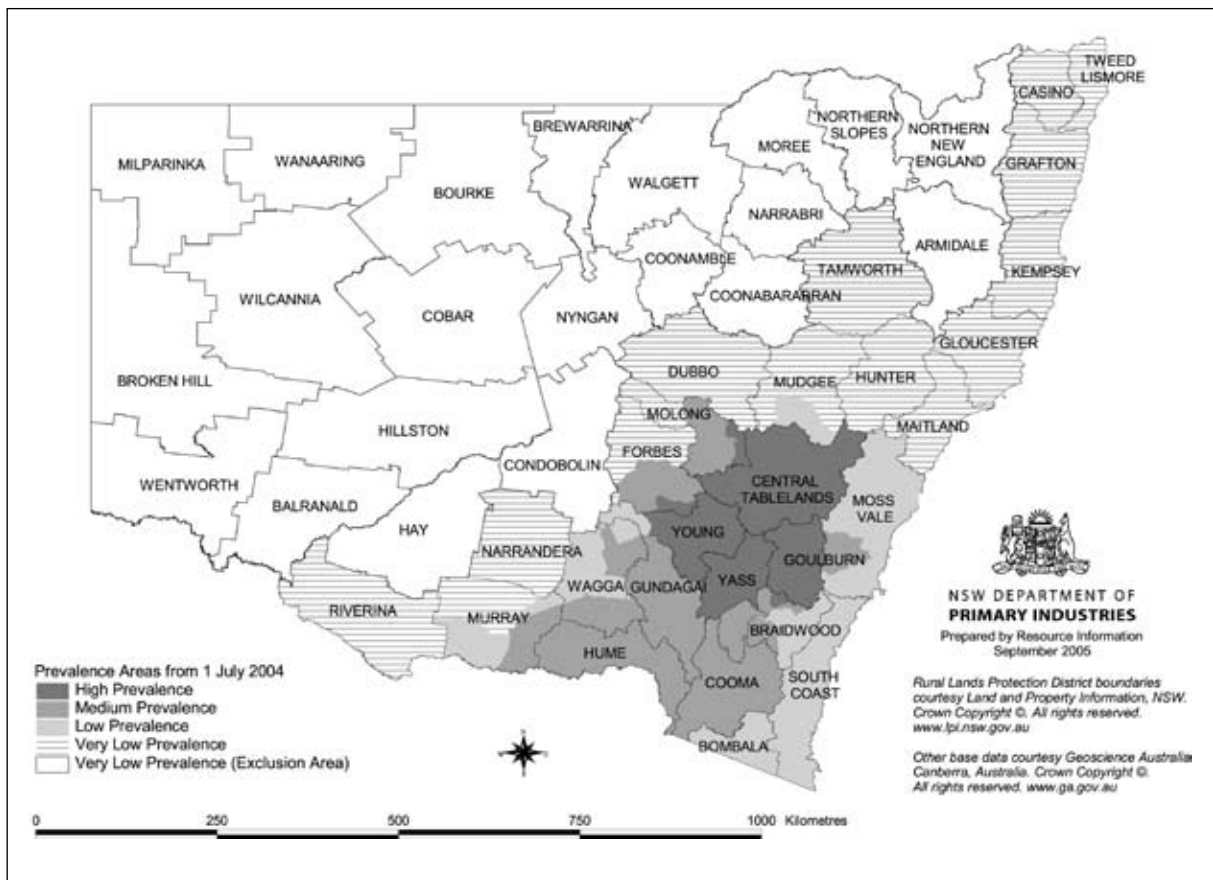 TWEED
LISMORE
CASINO
BREWARRINA
NORTHERN
SLOPES
NORTHERN
NEW
ENGLAND
MOREE
MILPARINKA
WANAARING
GRAFTON
BOURKE
WALGETT
NARRABRI
ARMIDALE
COONAMBLE
TAMWORTH
KEMPSEY
WILCANNIA
COONABARARRAN
COBAR
NYNGAN
GLOUCESTER
DUBBO
MUDGEE
HUNTER
BROKEN HILL
MOLONG
MAITLAND
HILLSTON
FORBES
CONDOBOLIN
WENTWORTH
CENTRAL
TABLELANDS
MOSS
VALE
BALRANALD
HAY
YOUNG
NARRANDERA
GOULBURN
WAGGA
GUNDAGAI
YASS
RIVERINA
MURRAY
BRAIDWOOD
HUME
COOMA
SOUTH
COAST
BOMBALA
NSW DEPARTMENT OF
PRIMARY INDUSTRIES
Prepared by Resource Information
September 2005
Rural Lands Protection District boundaries
courtesy Land and Property Information, NSW.
Crown Copyright ©. All rights reserved.
www.lpi.nsw.gov.au
Other base data courtesy Geoscience Australia
Canberra, Australia. Crown Copyright ©.
All rights reserved. www.ga.gov.au
Prevalence Areas from 1 July 2004
High Prevalence
Medium Prevalence
Low Prevalence
Very Low Prevalence
Very Low Prevalence (Exclusion Area)
0 250 500 750 1000 Kilometres